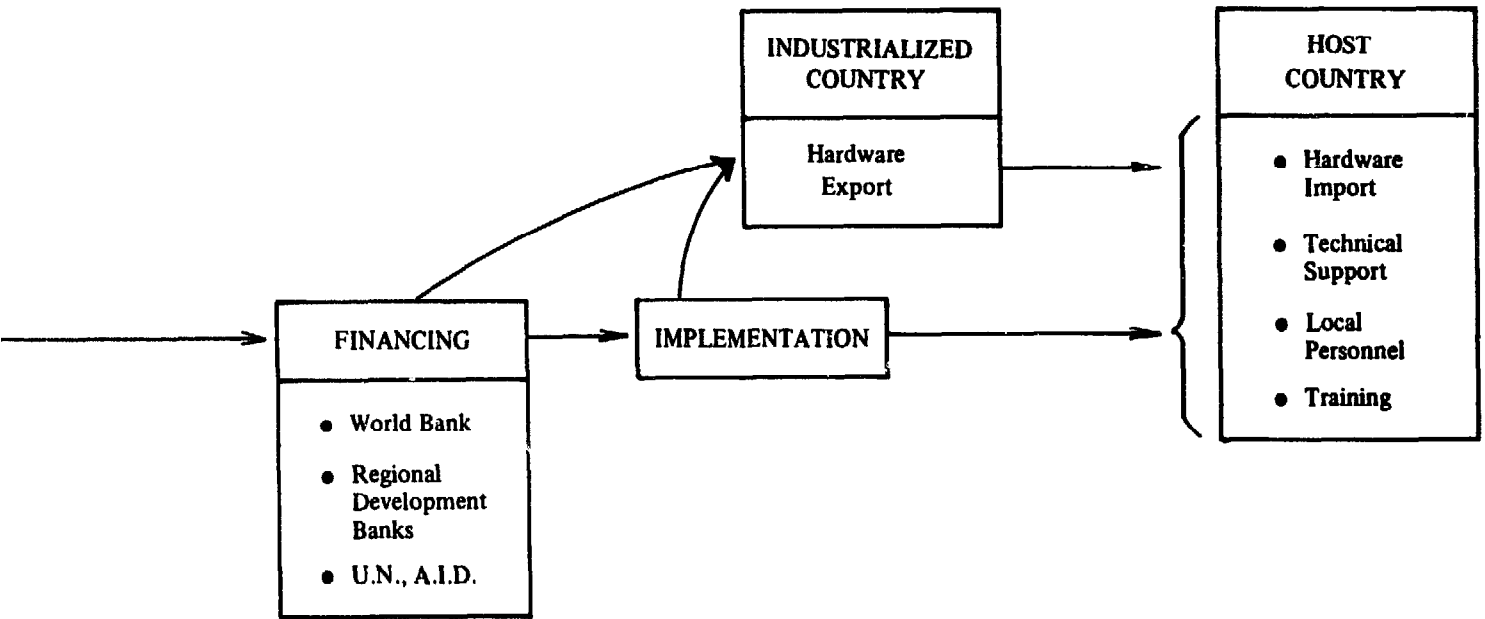 INDUSTRIALIZED
COUNTRY
Hardware
Export
HOST
COUNTRY
● Hardware
Import
● Technical
Support
● Local
Personnel
● Training
FINANCING
● World Bank
● Regional
Development
Banks
● U.N., A.I.D.
IMPLEMENTATION